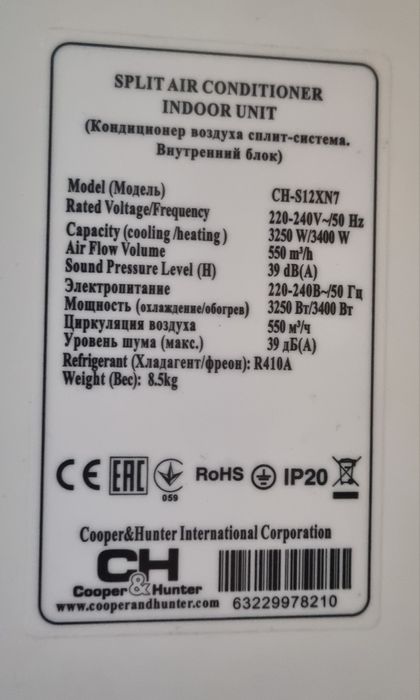 SPLIT AIR CONDITIONER
INDOOR UNIT
(Кондиционер воздуха сплит-система.
Внутренний блок)
Model (Модель) CH-S12XN7
Rated Voltage/Frequency 220-240V~/50 Hz
Capacity (cooling /heating) 3250 W/3400 W
Air Flow Volume 550 m³/h
Sound Pressure Level (H) 39 dB(A)
Электропитание 220-240В~/50 Гц
Мощность (охлаждение/обогрев) 3250 Вт/3400 Вт
Циркуляция воздуха 550 м³/ч
Уровень шума (макс.) 39 дБ(А)
Refrigerant (Хладагент/фреон): R410A
Weight (Вес): 8.5kg
CE EAC RoHS IP20
059
Cooper&Hunter International Corporation
CH
Cooper&Hunter
www.cooperandhunter.com 63229978210